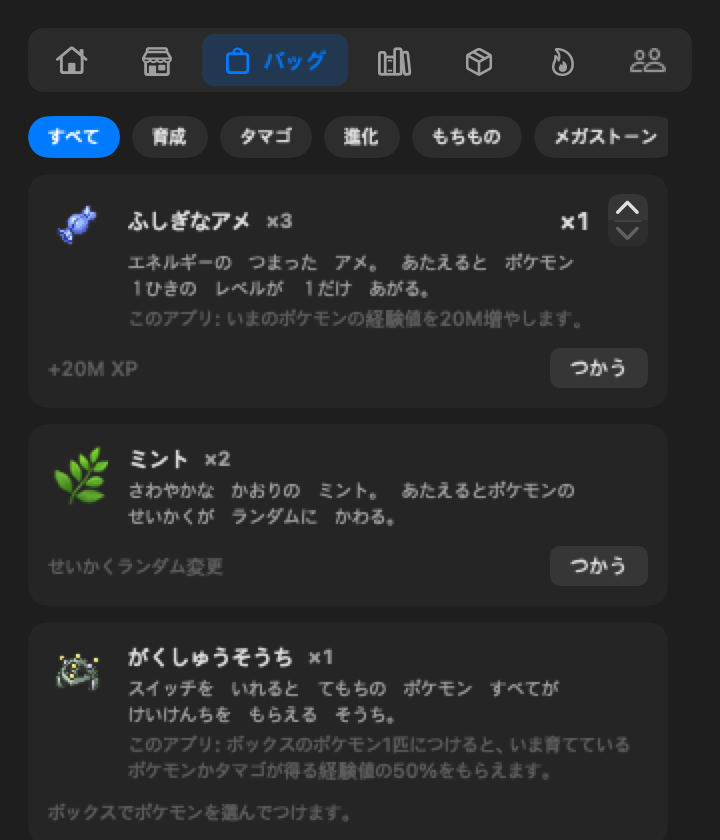 バッグ
すべて 育成 タマゴ 進化 もちもの メガストーン
ふしぎなアメ ×3 ×1
エネルギーの つまった アメ。 あたえると ポケモン
1ひきの レベルが 1だけ あがる。
このアプリ: いまのポケモンの経験値を20M増やします。
+20M XP つかう
ミント ×2
さわやかな かおりの ミント。 あたえるとポケモンの
せいかくが ランダムに かわる。
せいかくランダム変更 つかう
がくしゅうそうち ×1
スイッチを いれると てもちの ポケモン すべてが
けいけんちを もらえる そうち。
このアプリ: ボックスのポケモン1匹につけると、いま育てている
ポケモンかタマゴが得る経験値の50%をもらえます。
ボックスでポケモンを選んでつけます。